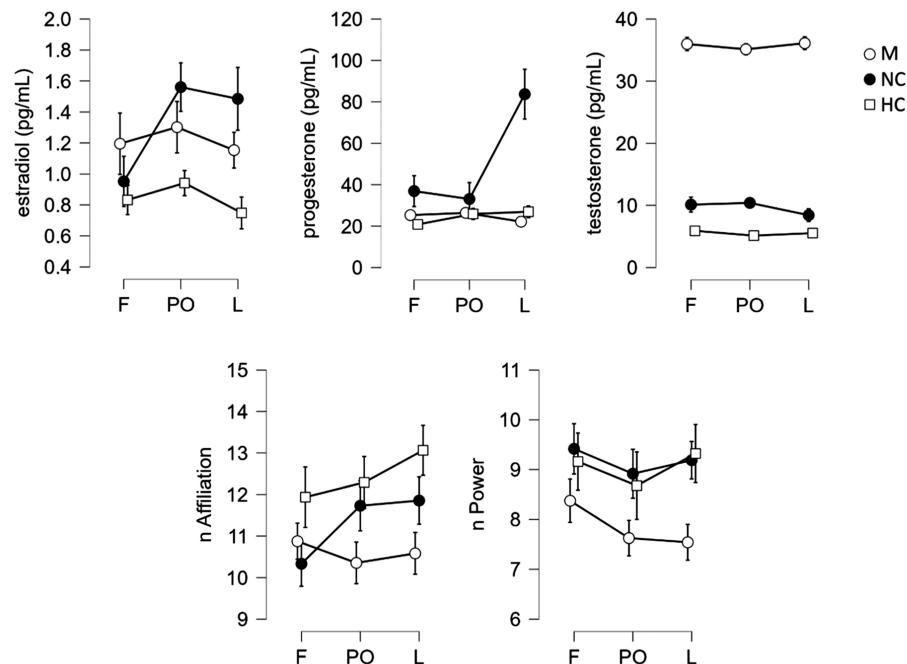 estradiol (pg/mL)
2.0
1.8
1.6
1.4
1.2
1.0
0.8
0.6
0.4
F PO L
progesterone (pg/mL)
120
100
80
60
40
20
0
F PO L
testosterone (pg/mL)
40
30
20
10
0
F PO L
M
NC
HC
n Affiliation
15
14
13
12
11
10
9
F PO L
n Power
11
10
9
8
7
6
F PO L